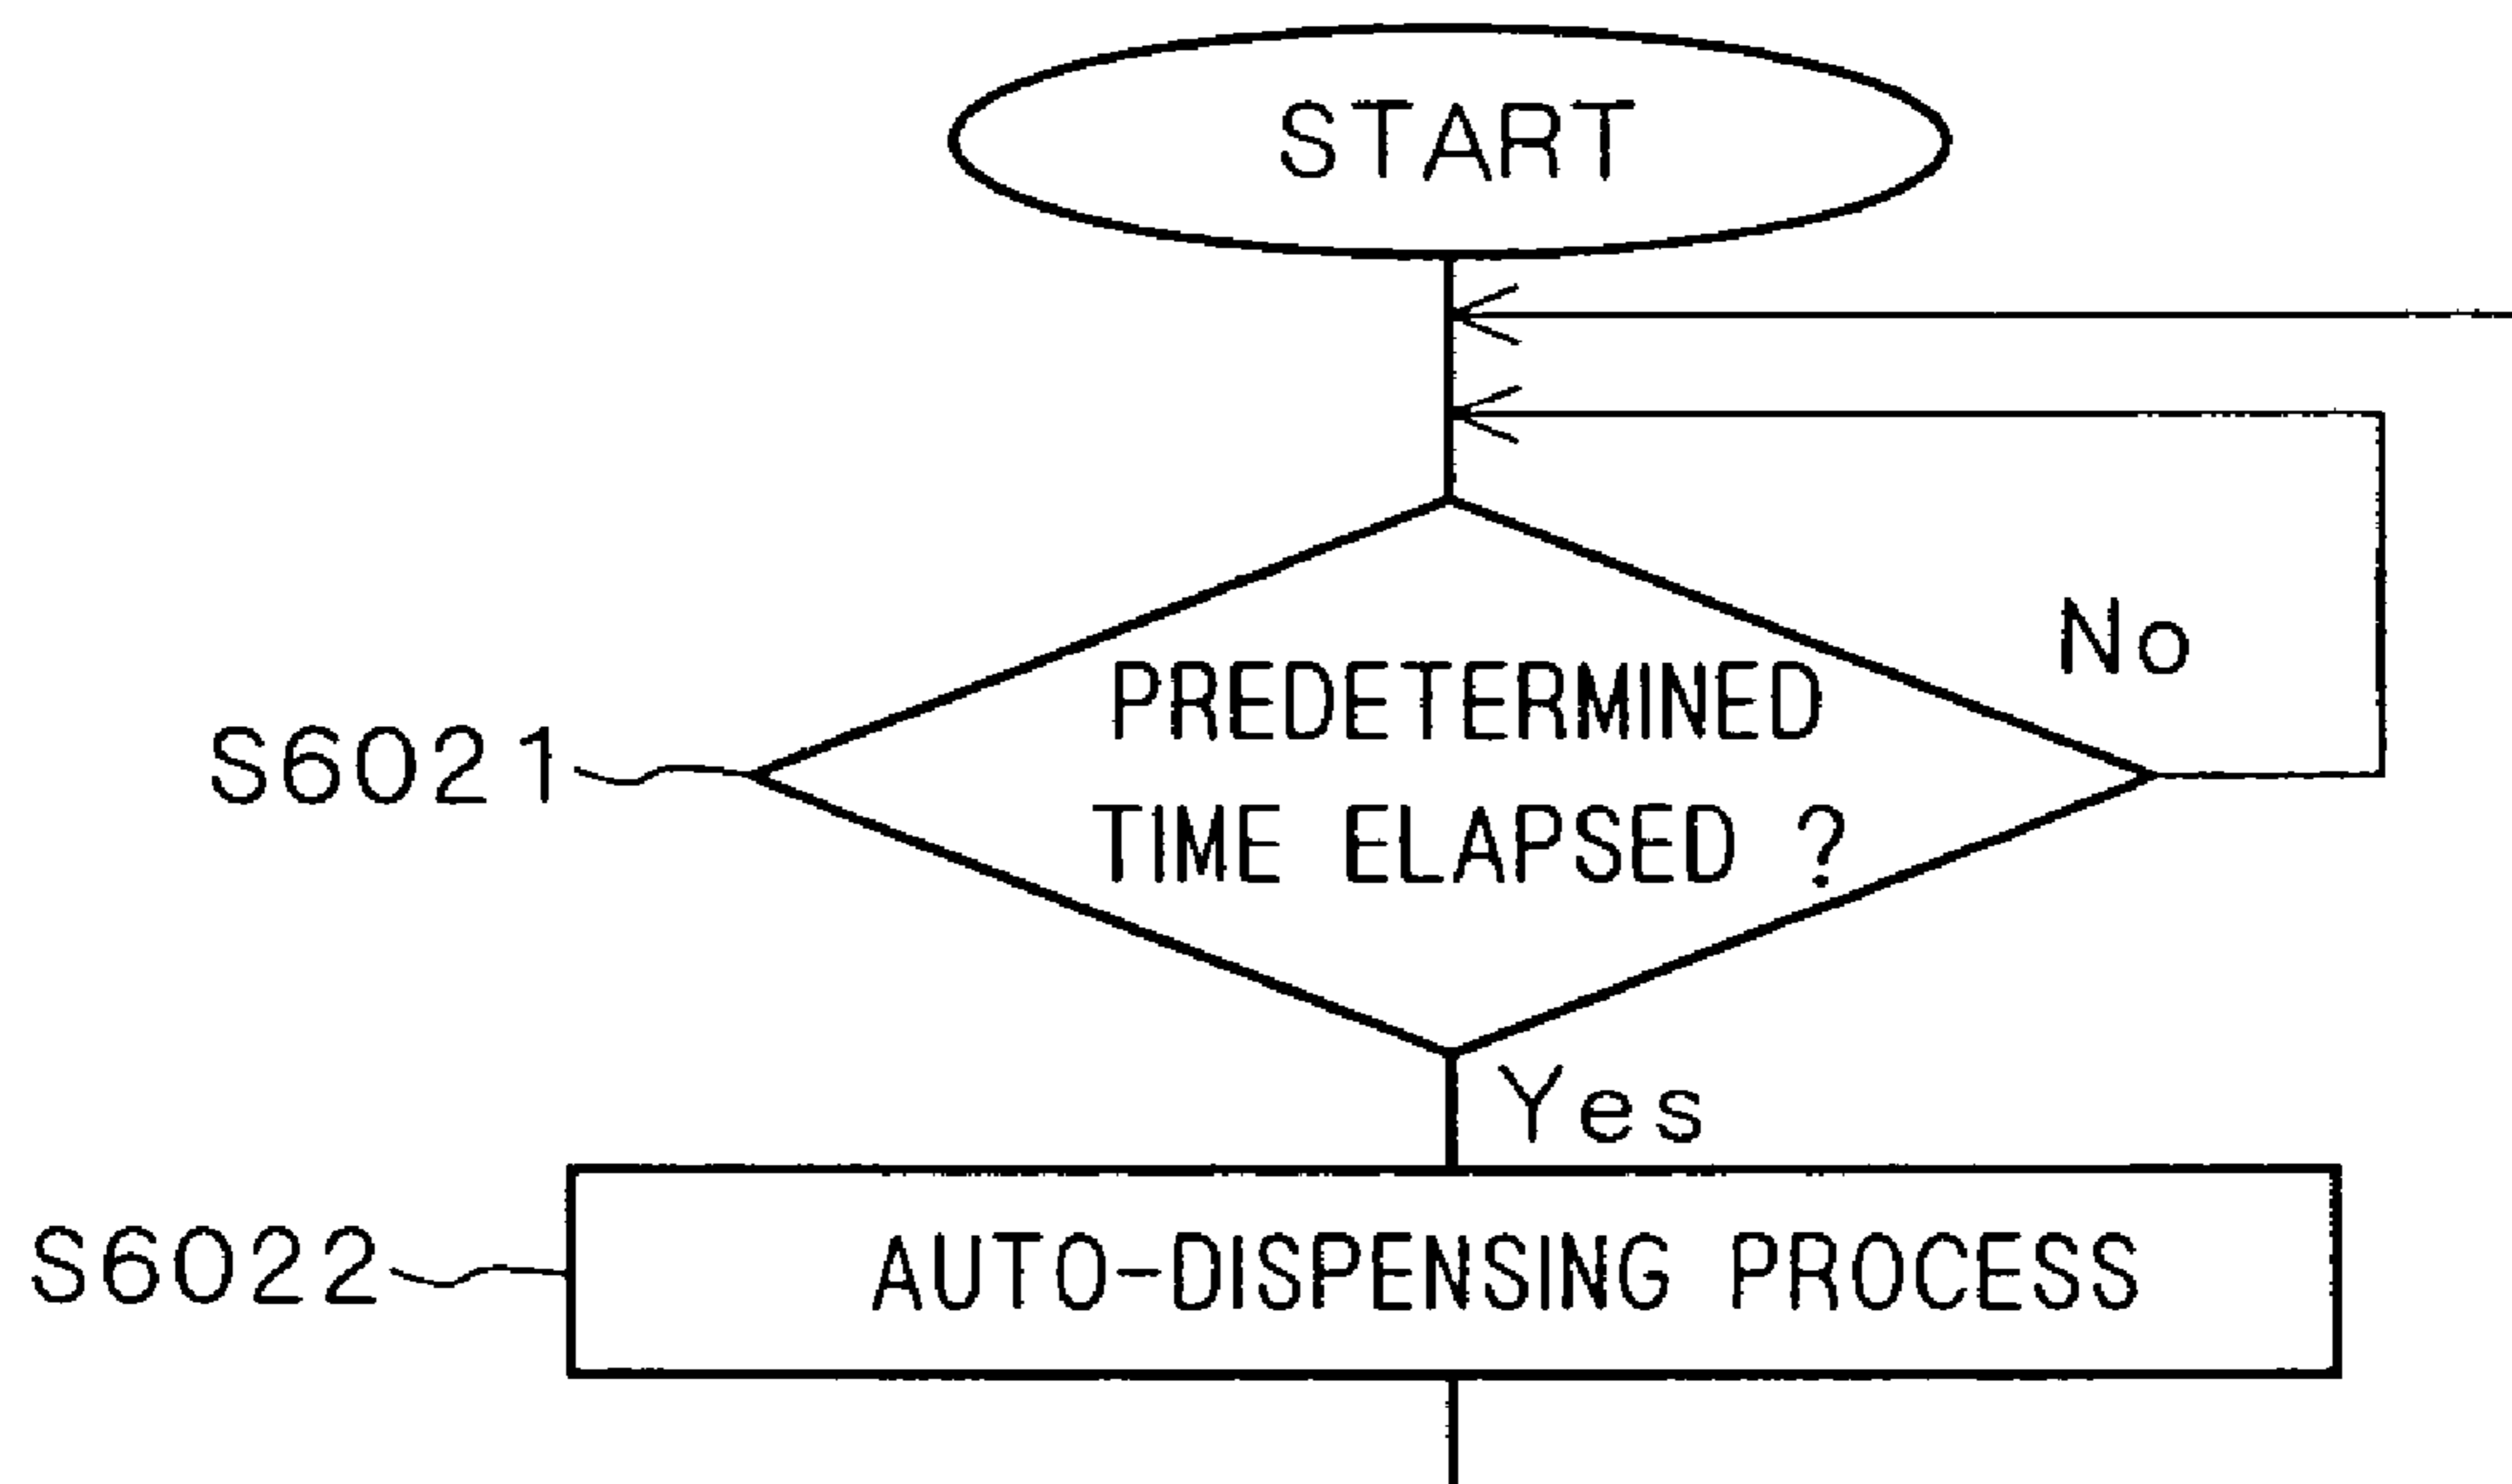 START
No
PREDETERMINED
S6021
TIME ELAPSED ?
Yes
S6022
AUTO-DISPENSING PROCESS